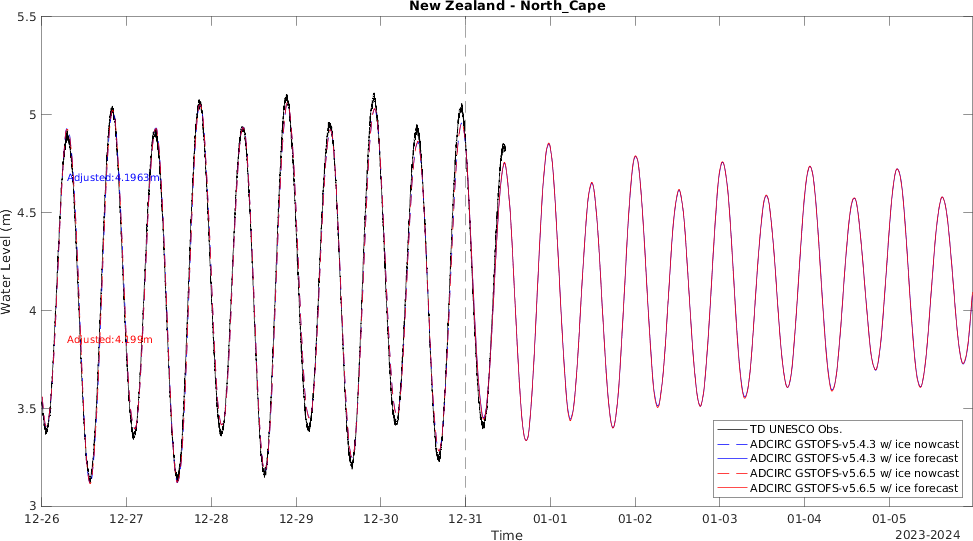 New Zealand - North_Cape
5.5
5
4.5
4
3.5
3
Water Level (m)
Adjusted:4.1963m
Adjusted:4.199m
TD UNESCO Obs.
ADCIRC GSTOFS-v5.4.3 w/ ice nowcast
ADCIRC GSTOFS-v5.4.3 w/ ice forecast
ADCIRC GSTOFS-v5.6.5 w/ ice nowcast
ADCIRC GSTOFS-v5.6.5 w/ ice forecast
12-26 12-27 12-28 12-29 12-30 12-31 01-01 01-02 01-03 01-04 01-05
Time
2023-2024